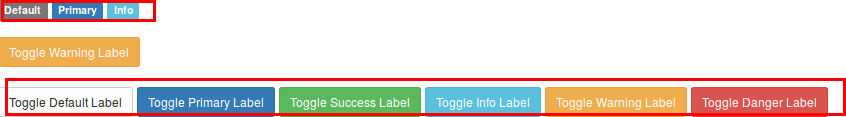 Default Primary Info
Toggle Warning Label
Toggle Default Label Toggle Primary Label Toggle Success Label Toggle Info Label Toggle Warning Label Toggle Danger Label